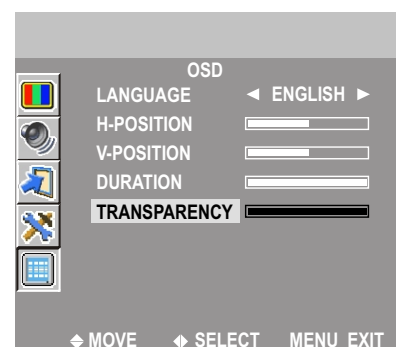 OSD
LANGUAGE ◄ ENGLISH ►
H-POSITION
V-POSITION
DURATION
TRANSPARENCY
MOVE SELECT MENU EXIT